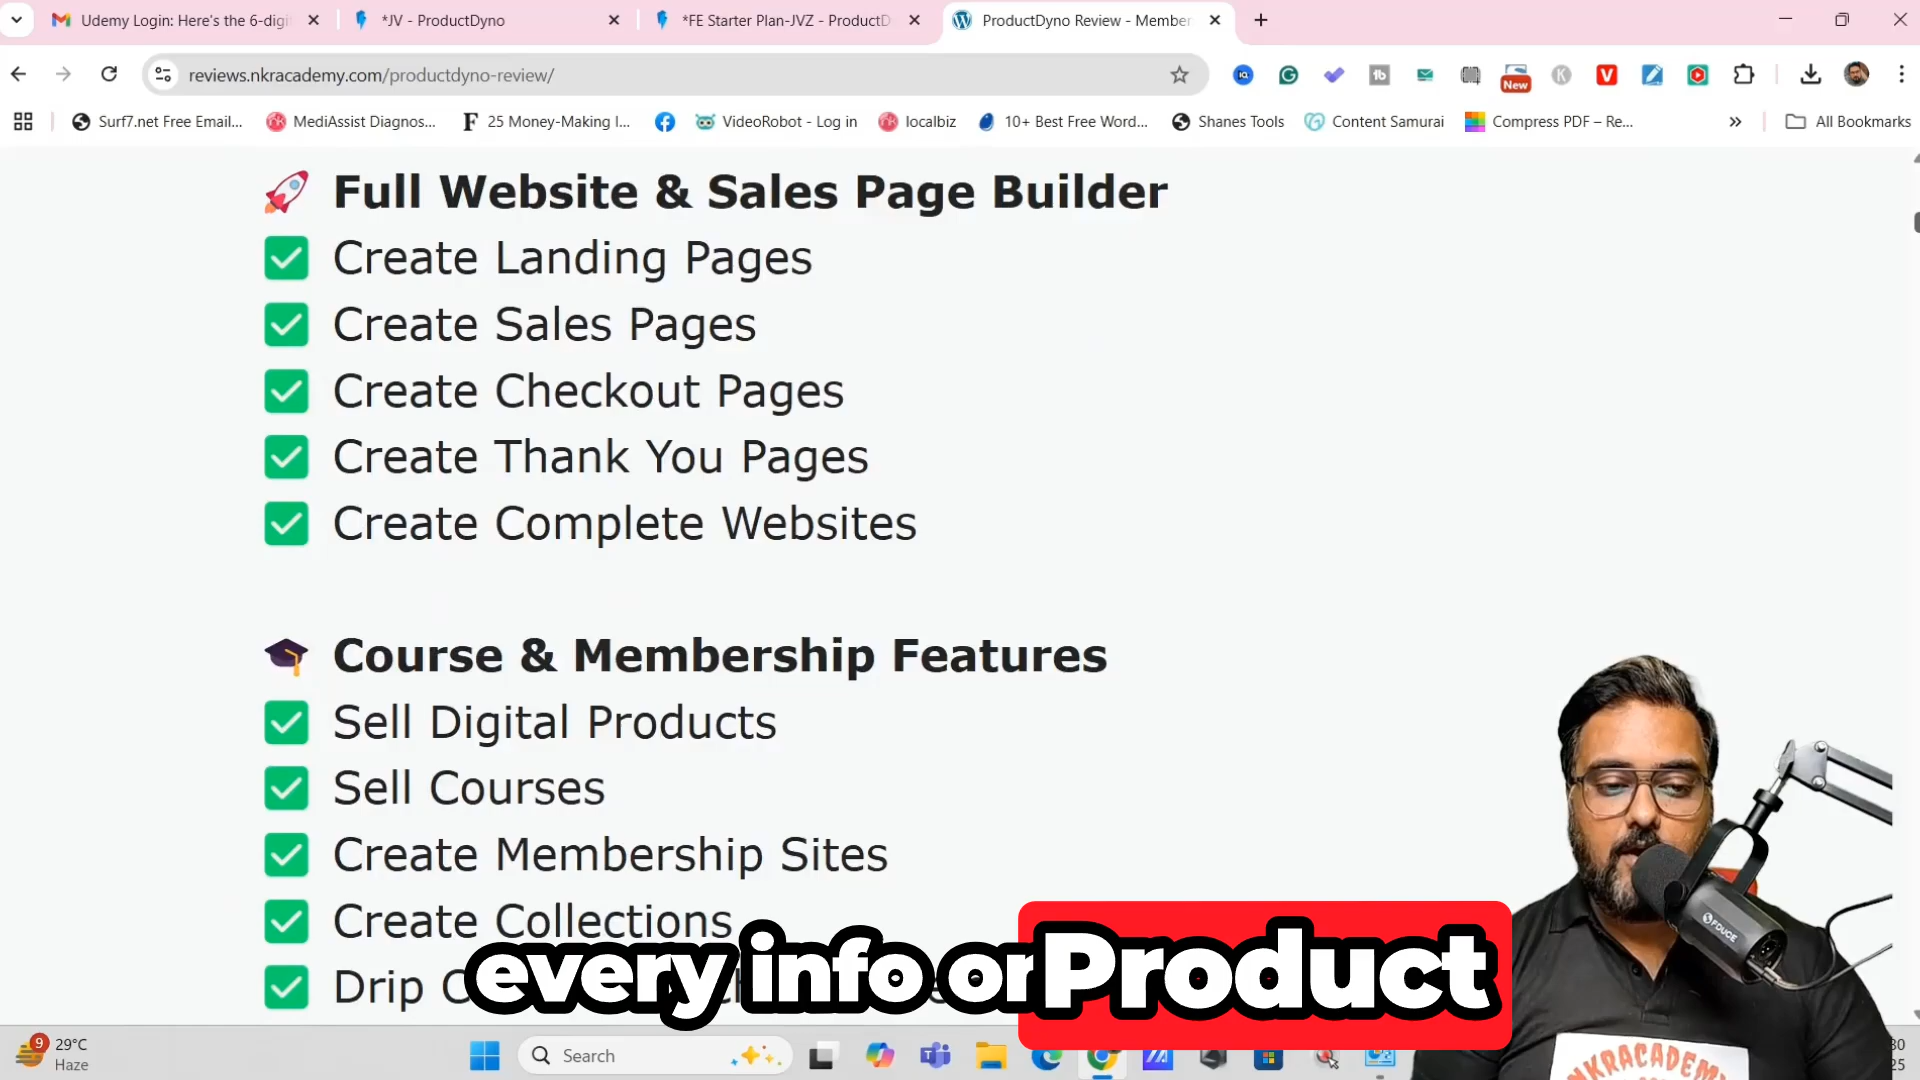 Udemy Login: Here's the 6-digi
*JV - ProductDyno
*FE Starter Plan-JVZ - ProductD
ProductDyno Review - Member
reviews.nkracademy.com/productdyno-review/
New
Surf7.net Free Email...
MediAssist Diagnos...
25 Money-Making I...
VideoRobot - Log in
localbiz
10+ Best Free Word...
Shanes Tools
Content Samurai
Compress PDF – Re...
All Bookmarks
Full Website & Sales Page Builder
Create Landing Pages
Create Sales Pages
Create Checkout Pages
Create Thank You Pages
Create Complete Websites
Course & Membership Features
Sell Digital Products
Sell Courses
Create Membership Sites
Create Collections
Drip
every info or Product
FDUCE
NKRACADEMY
9
29°C
Haze
Search